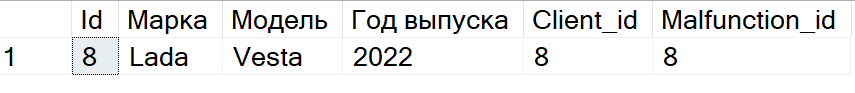 Id Марка Модель Год выпуска Client_id Malfunction_id
1 8 Lada Vesta 2022 8 8